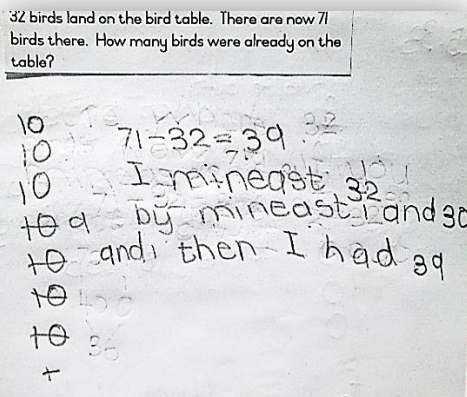 32 birds land on the bird table. There are now 71
birds there. How many birds were already on the
table?
10
71-32=39
10
10
I mineast 32
10 9
by mineast 1 and 30
10
and i then I had 39
10
10
36
+